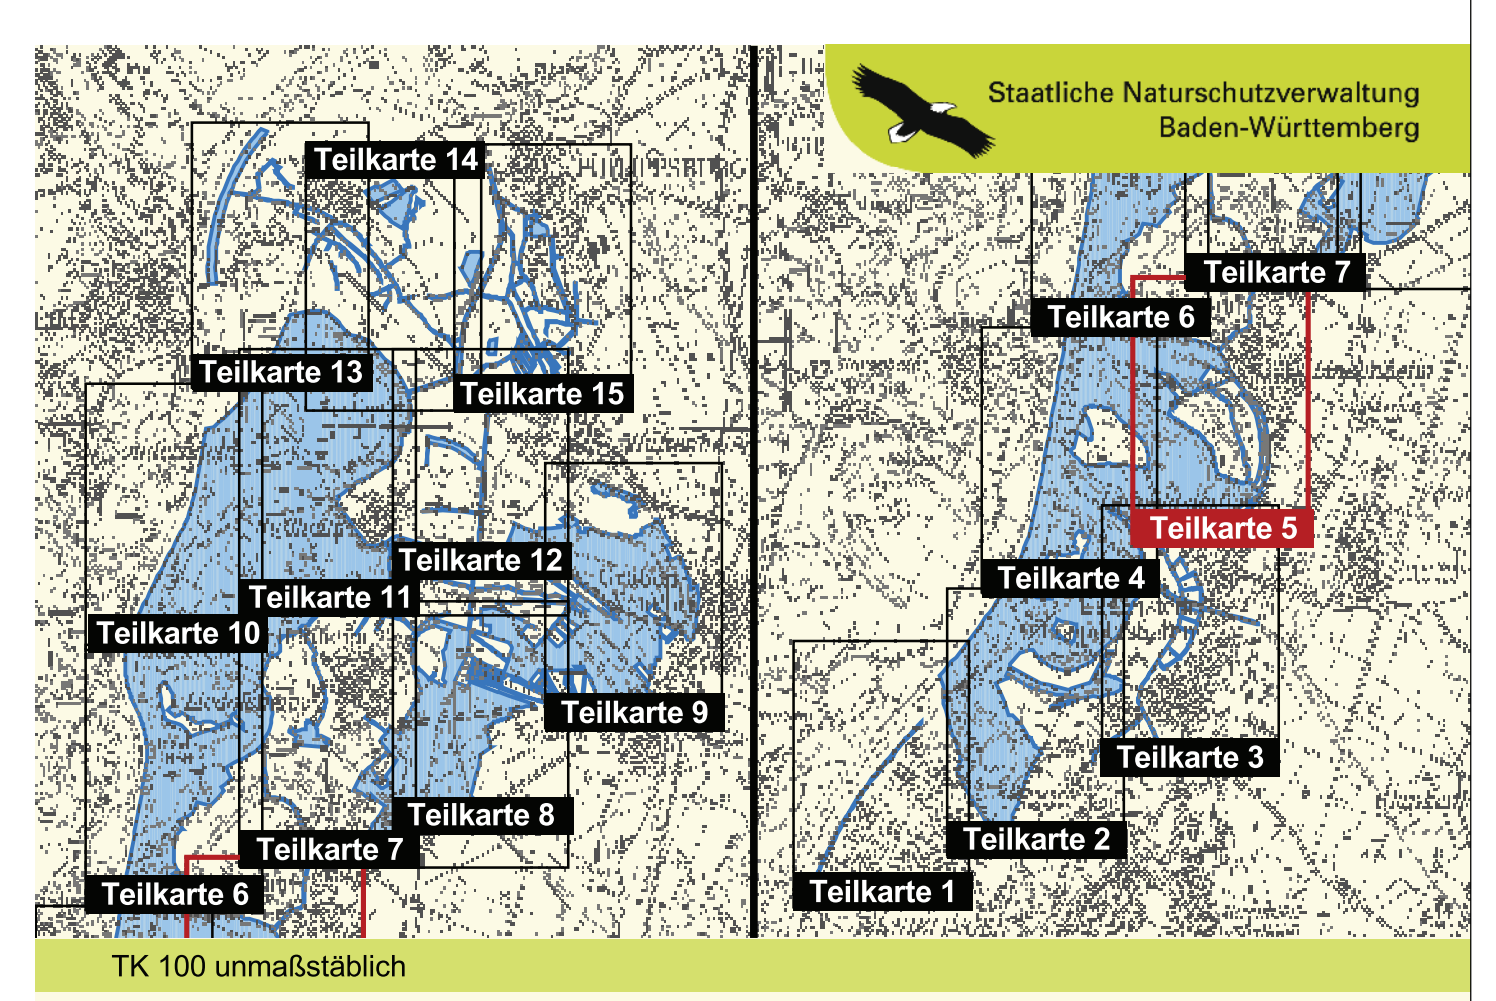 Staatliche Naturschutzverwaltung
Baden-Württemberg
Teilkarte 14
Teilkarte 13
Teilkarte 15
Teilkarte 12
Teilkarte 11
Teilkarte 10
Teilkarte 9
Teilkarte 8
Teilkarte 7
Teilkarte 6
Teilkarte 7
Teilkarte 6
Teilkarte 5
Teilkarte 4
Teilkarte 3
Teilkarte 2
Teilkarte 1
TK 100 unmaßstäblich